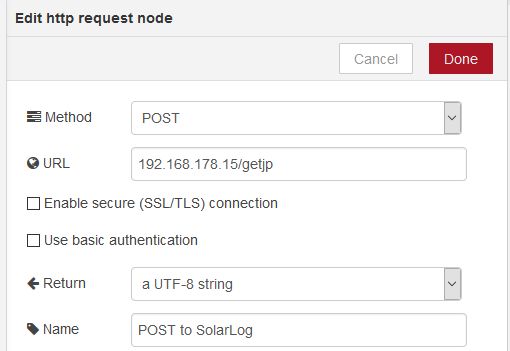 Edit http request node
Cancel Done
Method POST
URL 192.168.178.15/getjp
Enable secure (SSL/TLS) connection
Use basic authentication
Return a UTF-8 string
Name POST to SolarLog